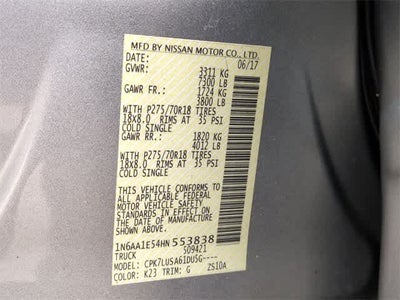 MFD BY NISSAN MOTOR CO., LTD.
DATE: 06/17
GVWR: 3311 KG
7300 LB
GAWR FR.: 1724 KG
3800 LB
WITH P275/70R18 TIRES
18x8.0 RIMS AT 35 PSI
COLD SINGLE
GAWR RR.: 1820 KG
4012 LB
WITH P275/70R18 TIRES
18x8.0 RIMS AT 35 PSI
COLD SINGLE
THIS VEHICLE CONFORMS TO
ALL APPLICABLE FEDERAL
MOTOR VEHICLE SAFETY
STANDARDS IN EFFECT ON
THE DATE OF MANUFACTURE
SHOWN ABOVE.
1N6AA1E54HN553838
TRUCK 509421
MODEL: CPK7LUSA61DUSG----
COLOR: K23 TRIM: G ZS10A